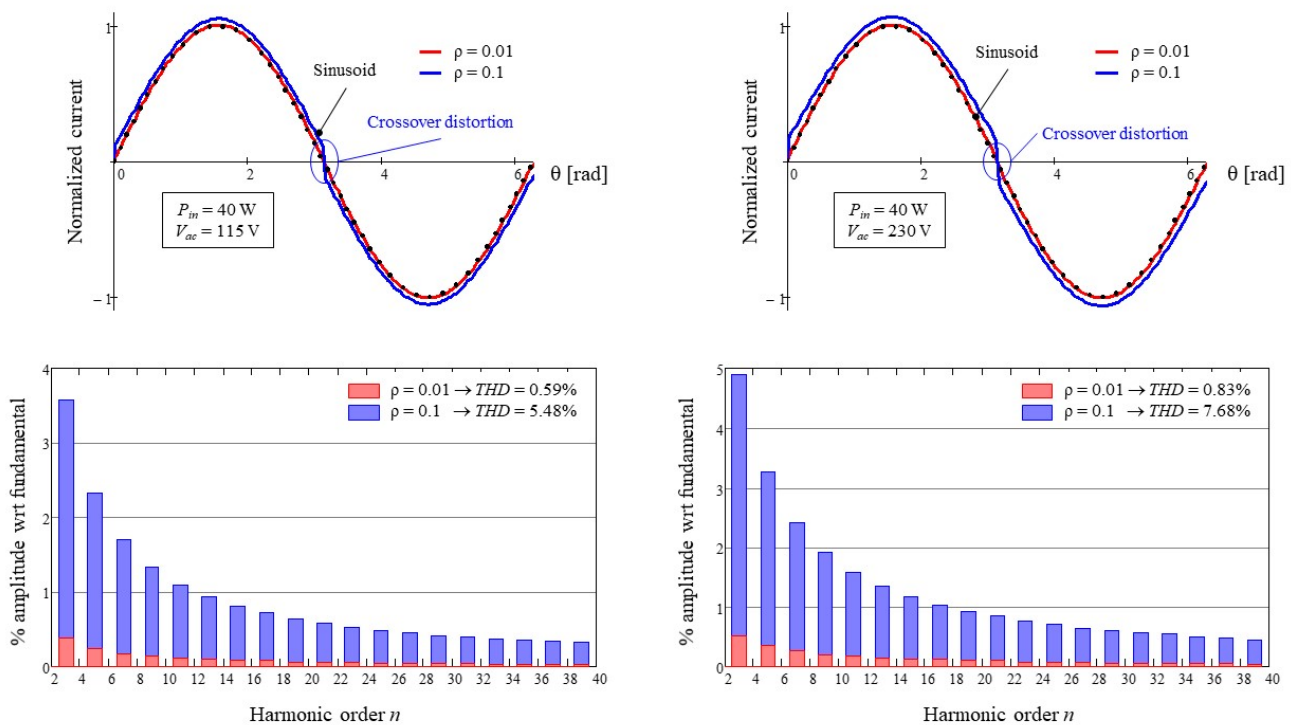 1
Normalized current
ρ = 0.01
ρ = 0.1
Sinusoid
Crossover distortion
0 2 4 6
θ [rad]
P_in = 40 W
V_ac = 115 V
– 1
1
Normalized current
ρ = 0.01
ρ = 0.1
Sinusoid
Crossover distortion
0 2 4 6
θ [rad]
P_in = 40 W
V_ac = 230 V
– 1
4
3
2
1
0
% amplitude wrt fundamental
ρ = 0.01 → THD = 0.59%
ρ = 0.1 → THD = 5.48%
2 4 6 8 10 12 14 16 18 20 22 24 26 28 30 32 34 36 38 40
Harmonic order n
5
4
3
2
1
0
% amplitude wrt fundamental
ρ = 0.01 → THD = 0.83%
ρ = 0.1 → THD = 7.68%
2 4 6 8 10 12 14 16 18 20 22 24 26 28 30 32 34 36 38 40
Harmonic order n